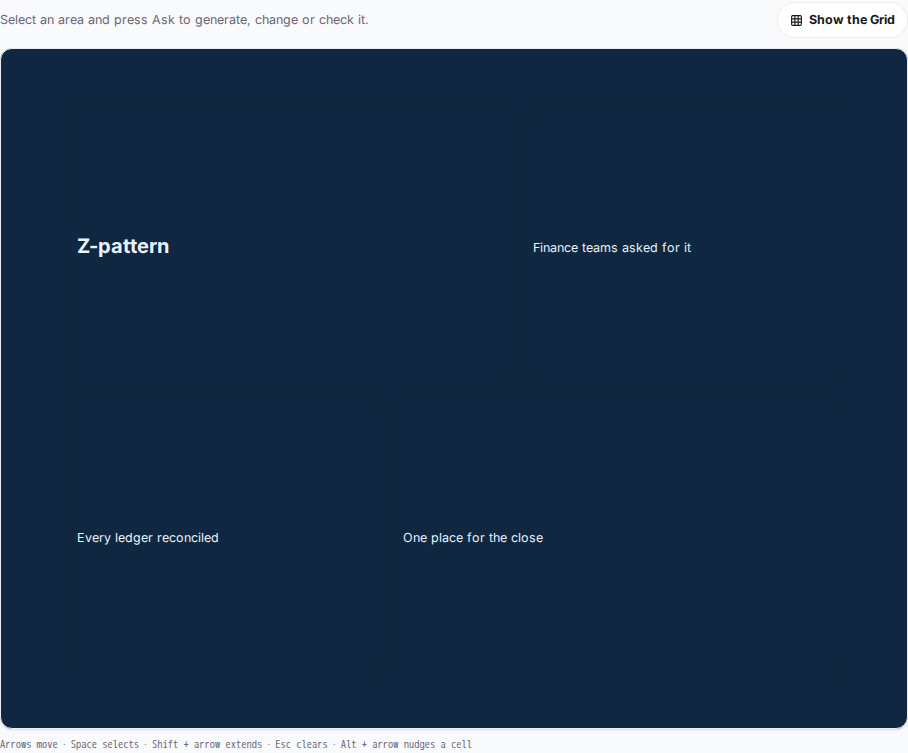 Select an area and press Ask to generate, change or check it.
Show the Grid
Z-pattern
Finance teams asked for it
Every ledger reconciled
One place for the close
Arrows move · Space selects · Shift + arrow extends · Esc clears · Alt + arrow nudges a cell